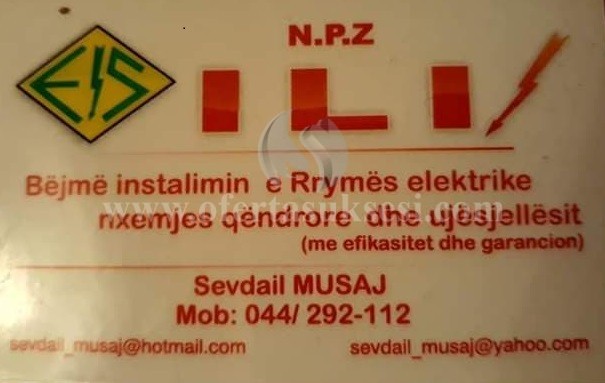 N.P.Z
EIS
ILI
Bëjmë instalimin e Rrymës elektrike
nxemjes qëndrore dhe ujësjellësit
www.ofertasuksesi.com
(me efikasitet dhe garancion)
Sevdail MUSAJ
Mob: 044/ 292-112
sevdail_musaj@hotmail.com sevdail_musaj@yahoo.com